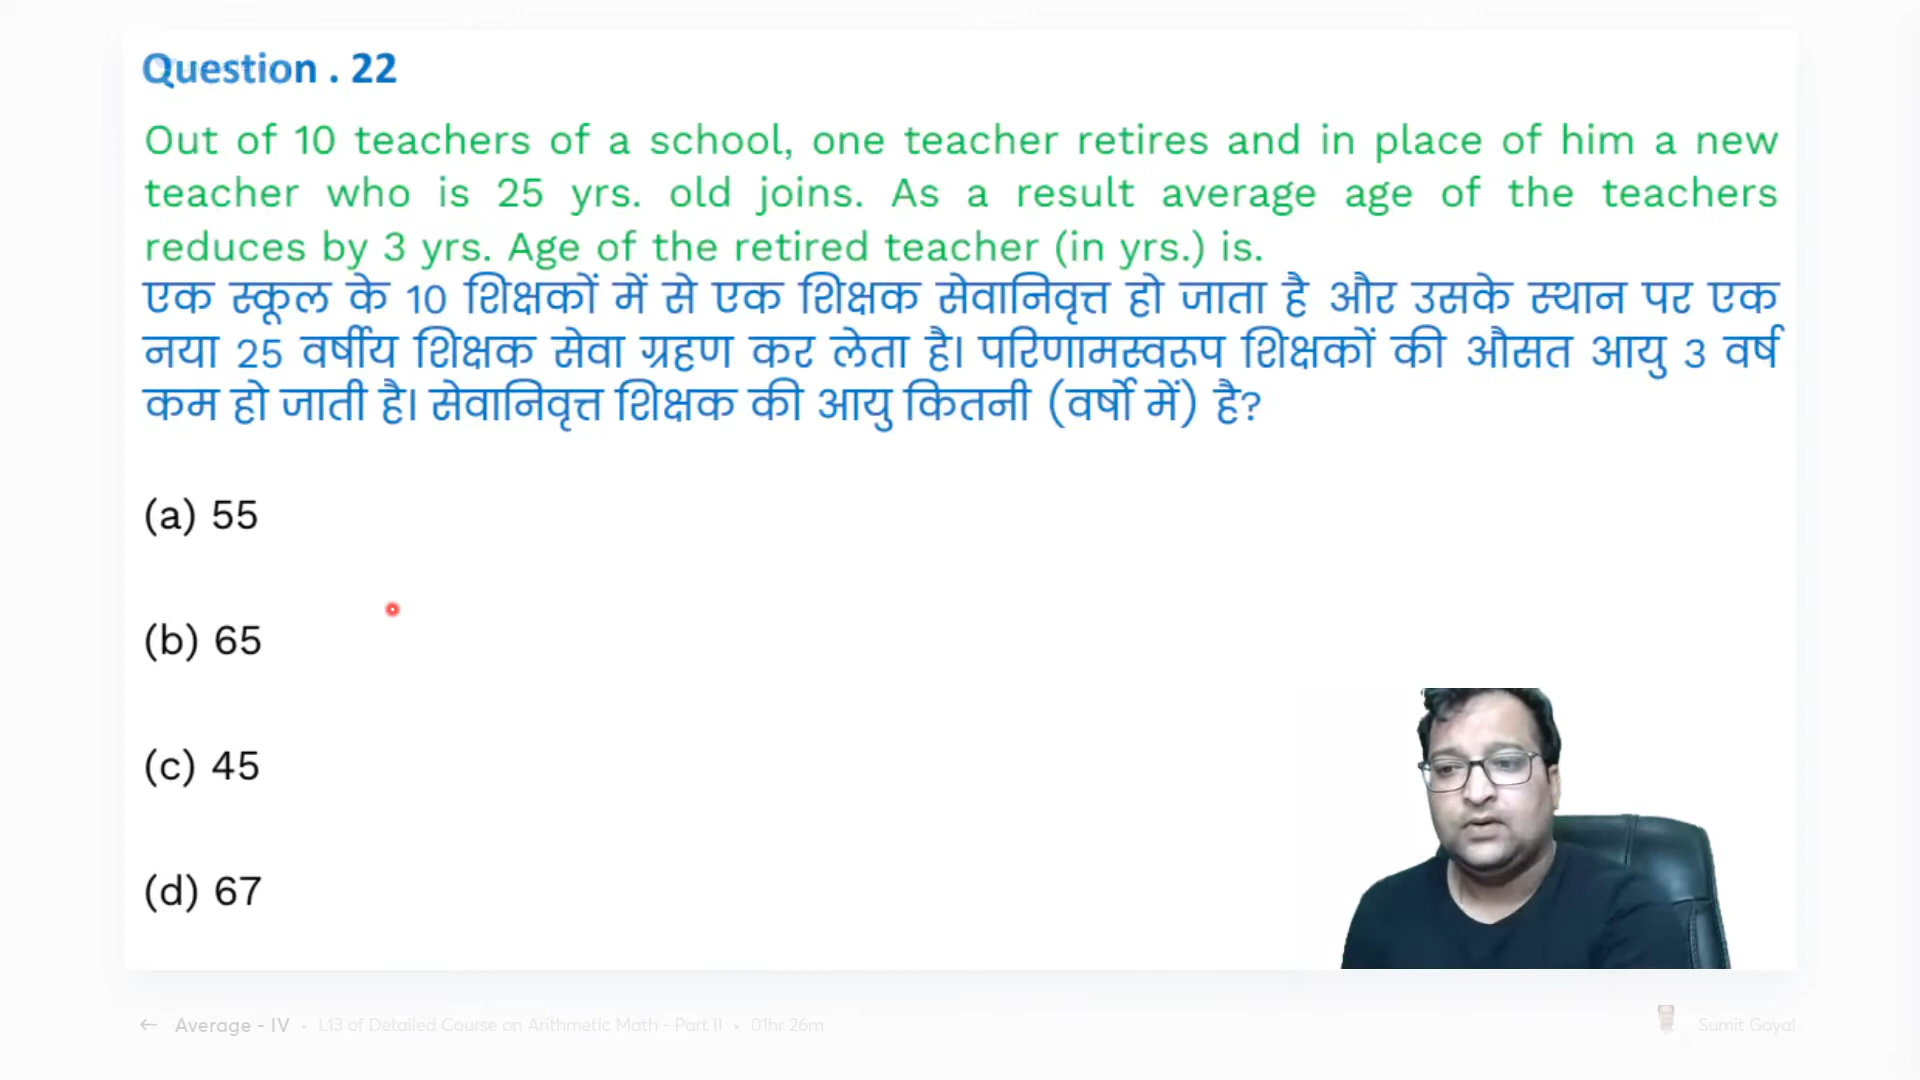 Question . 22
Out of 10 teachers of a school, one teacher retires and in place of him a new
teacher who is 25 yrs. old joins. As a result average age of the teachers
reduces by 3 yrs. Age of the retired teacher (in yrs.) is.
एक स्कूल के 10 शिक्षकों में से एक शिक्षक सेवानिवृत्त हो जाता है और उसके स्थान पर एक
नया 25 वर्षीय शिक्षक सेवा ग्रहण कर लेता है। परिणामस्वरूप शिक्षकों की औसत आयु 3 वर्ष
कम हो जाती है। सेवानिवृत्त शिक्षक की आयु कितनी (वर्षो में) है?
(a) 55
(b) 65
(c) 45
(d) 67
← Average - IV • L13 of Detailed Course on Arithmetic Math - Part II • 01hr 26m
Sumit Goyal